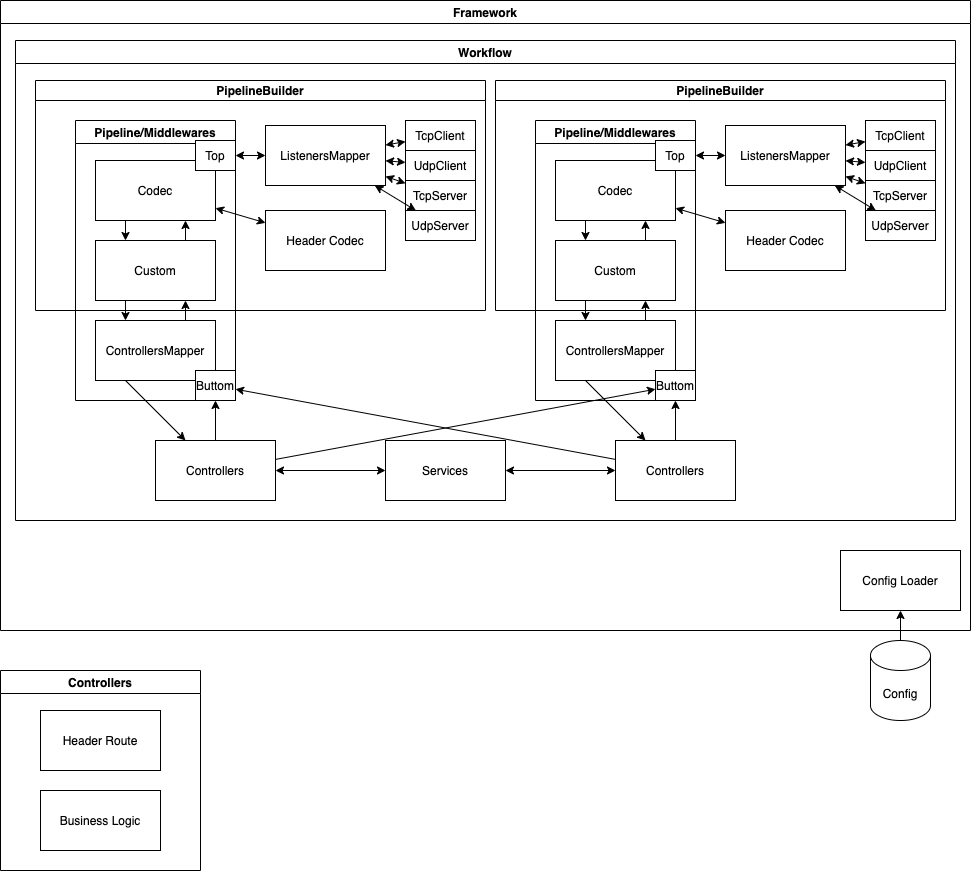 Framework
Workflow
PipelineBuilder
Pipeline/Middlewares
Top
Codec
Custom
ControllersMapper
Buttom
ListenersMapper
Header Codec
TcpClient
UdpClient
TcpServer
UdpServer
PipelineBuilder
Pipeline/Middlewares
Top
Codec
Custom
ControllersMapper
Buttom
ListenersMapper
Header Codec
TcpClient
UdpClient
TcpServer
UdpServer
Controllers
Services
Controllers
Config Loader
Config
Controllers
Header Route
Business Logic